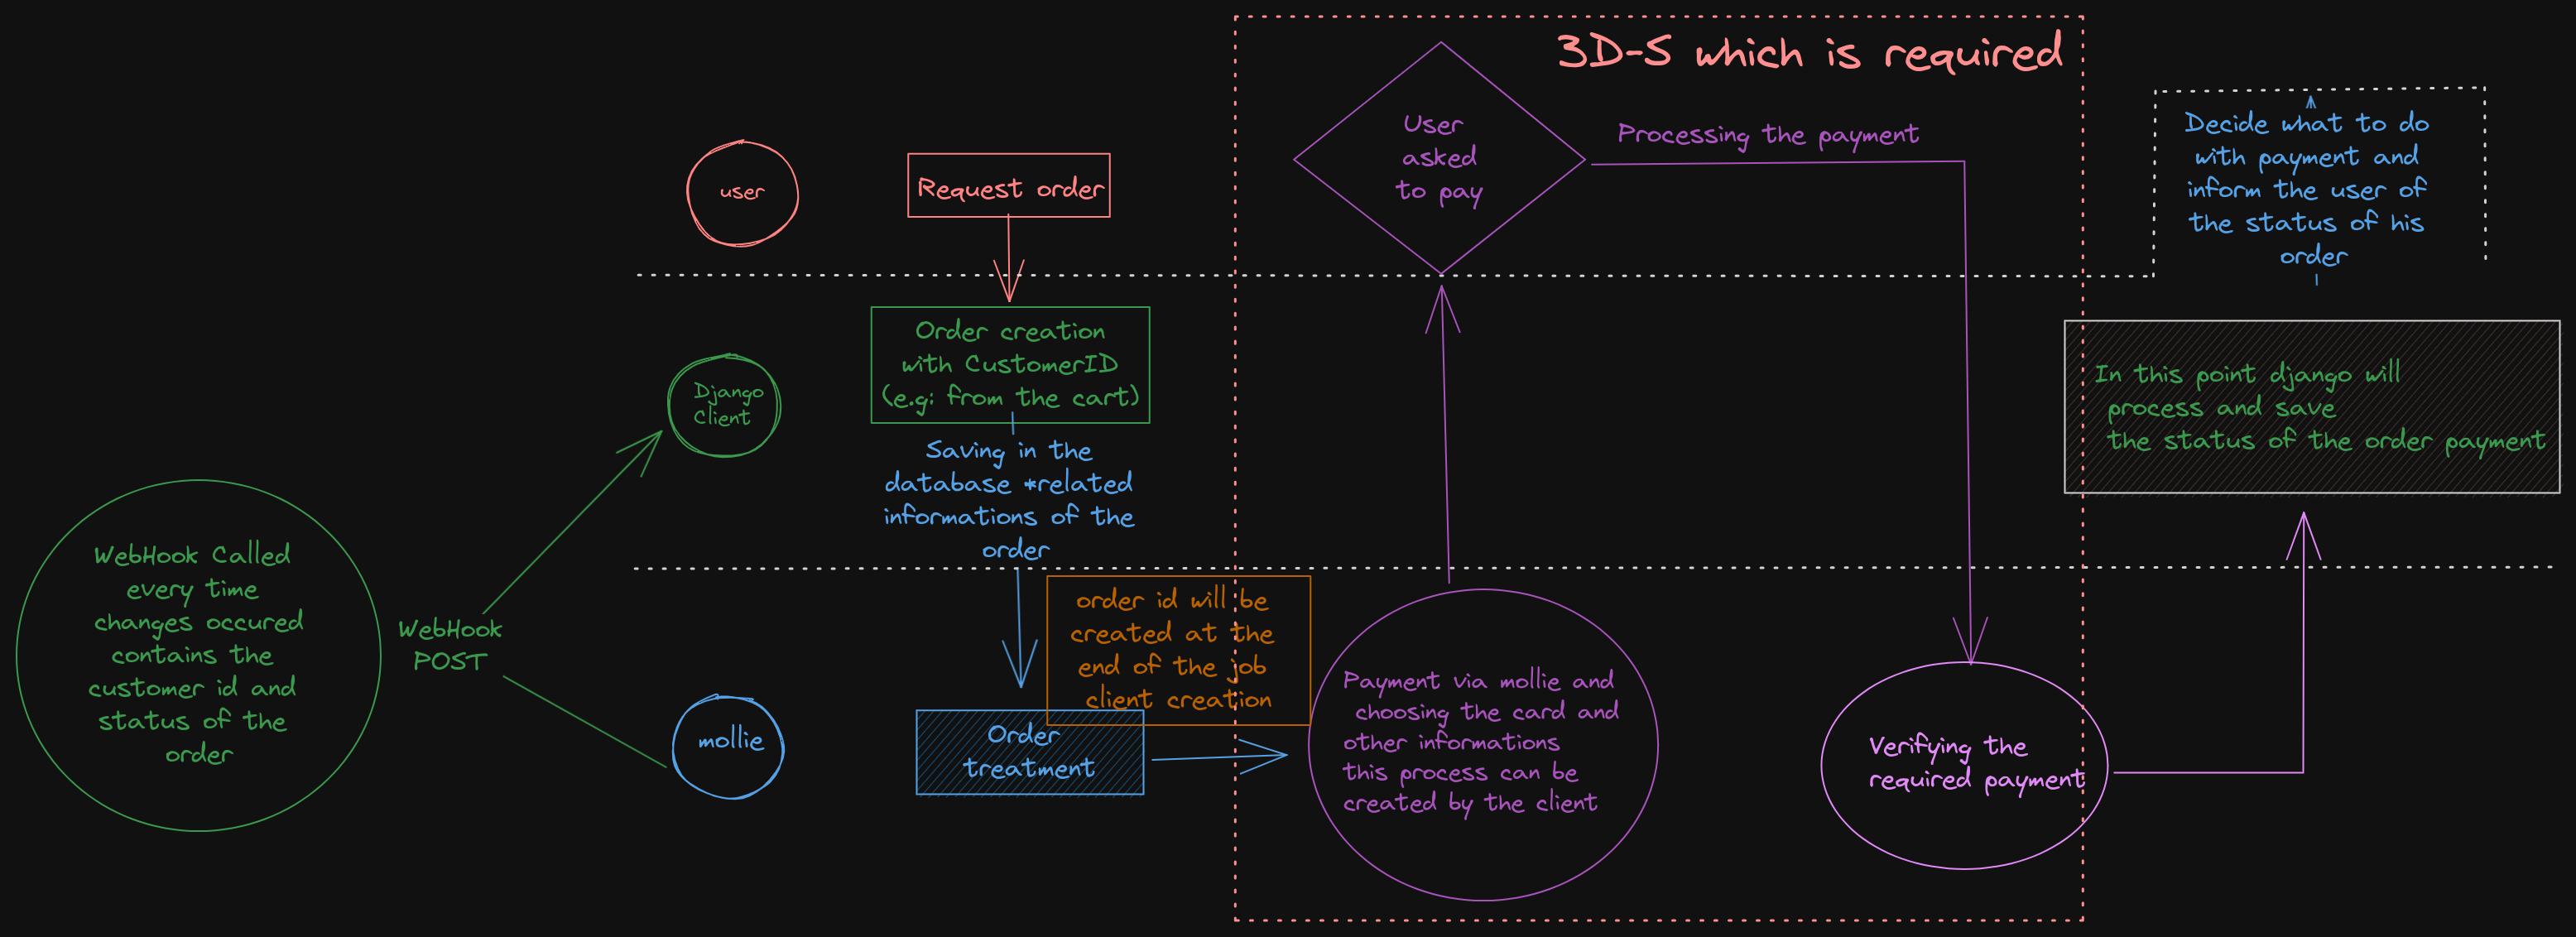 3D-S which is required
user
Request order
User
asked
to pay
Processing the payment
Decide what to do
with payment and
inform the user of
the status of his
order
Django
Client
Order creation
with CustomerID
(e.g: from the cart)
Saving in the
database *related
informations of the
order
In this point django will
process and save
the status of the order payment
WebHook Called
every time
changes occured
contains the
customer id and
status of the
order
WebHook
POST
mollie
order id will be
created at the
end of the job
client creation
Order
treatment
Payment via mollie and
choosing the card and
other informations
this process can be
created by the client
Verifying the
required payment